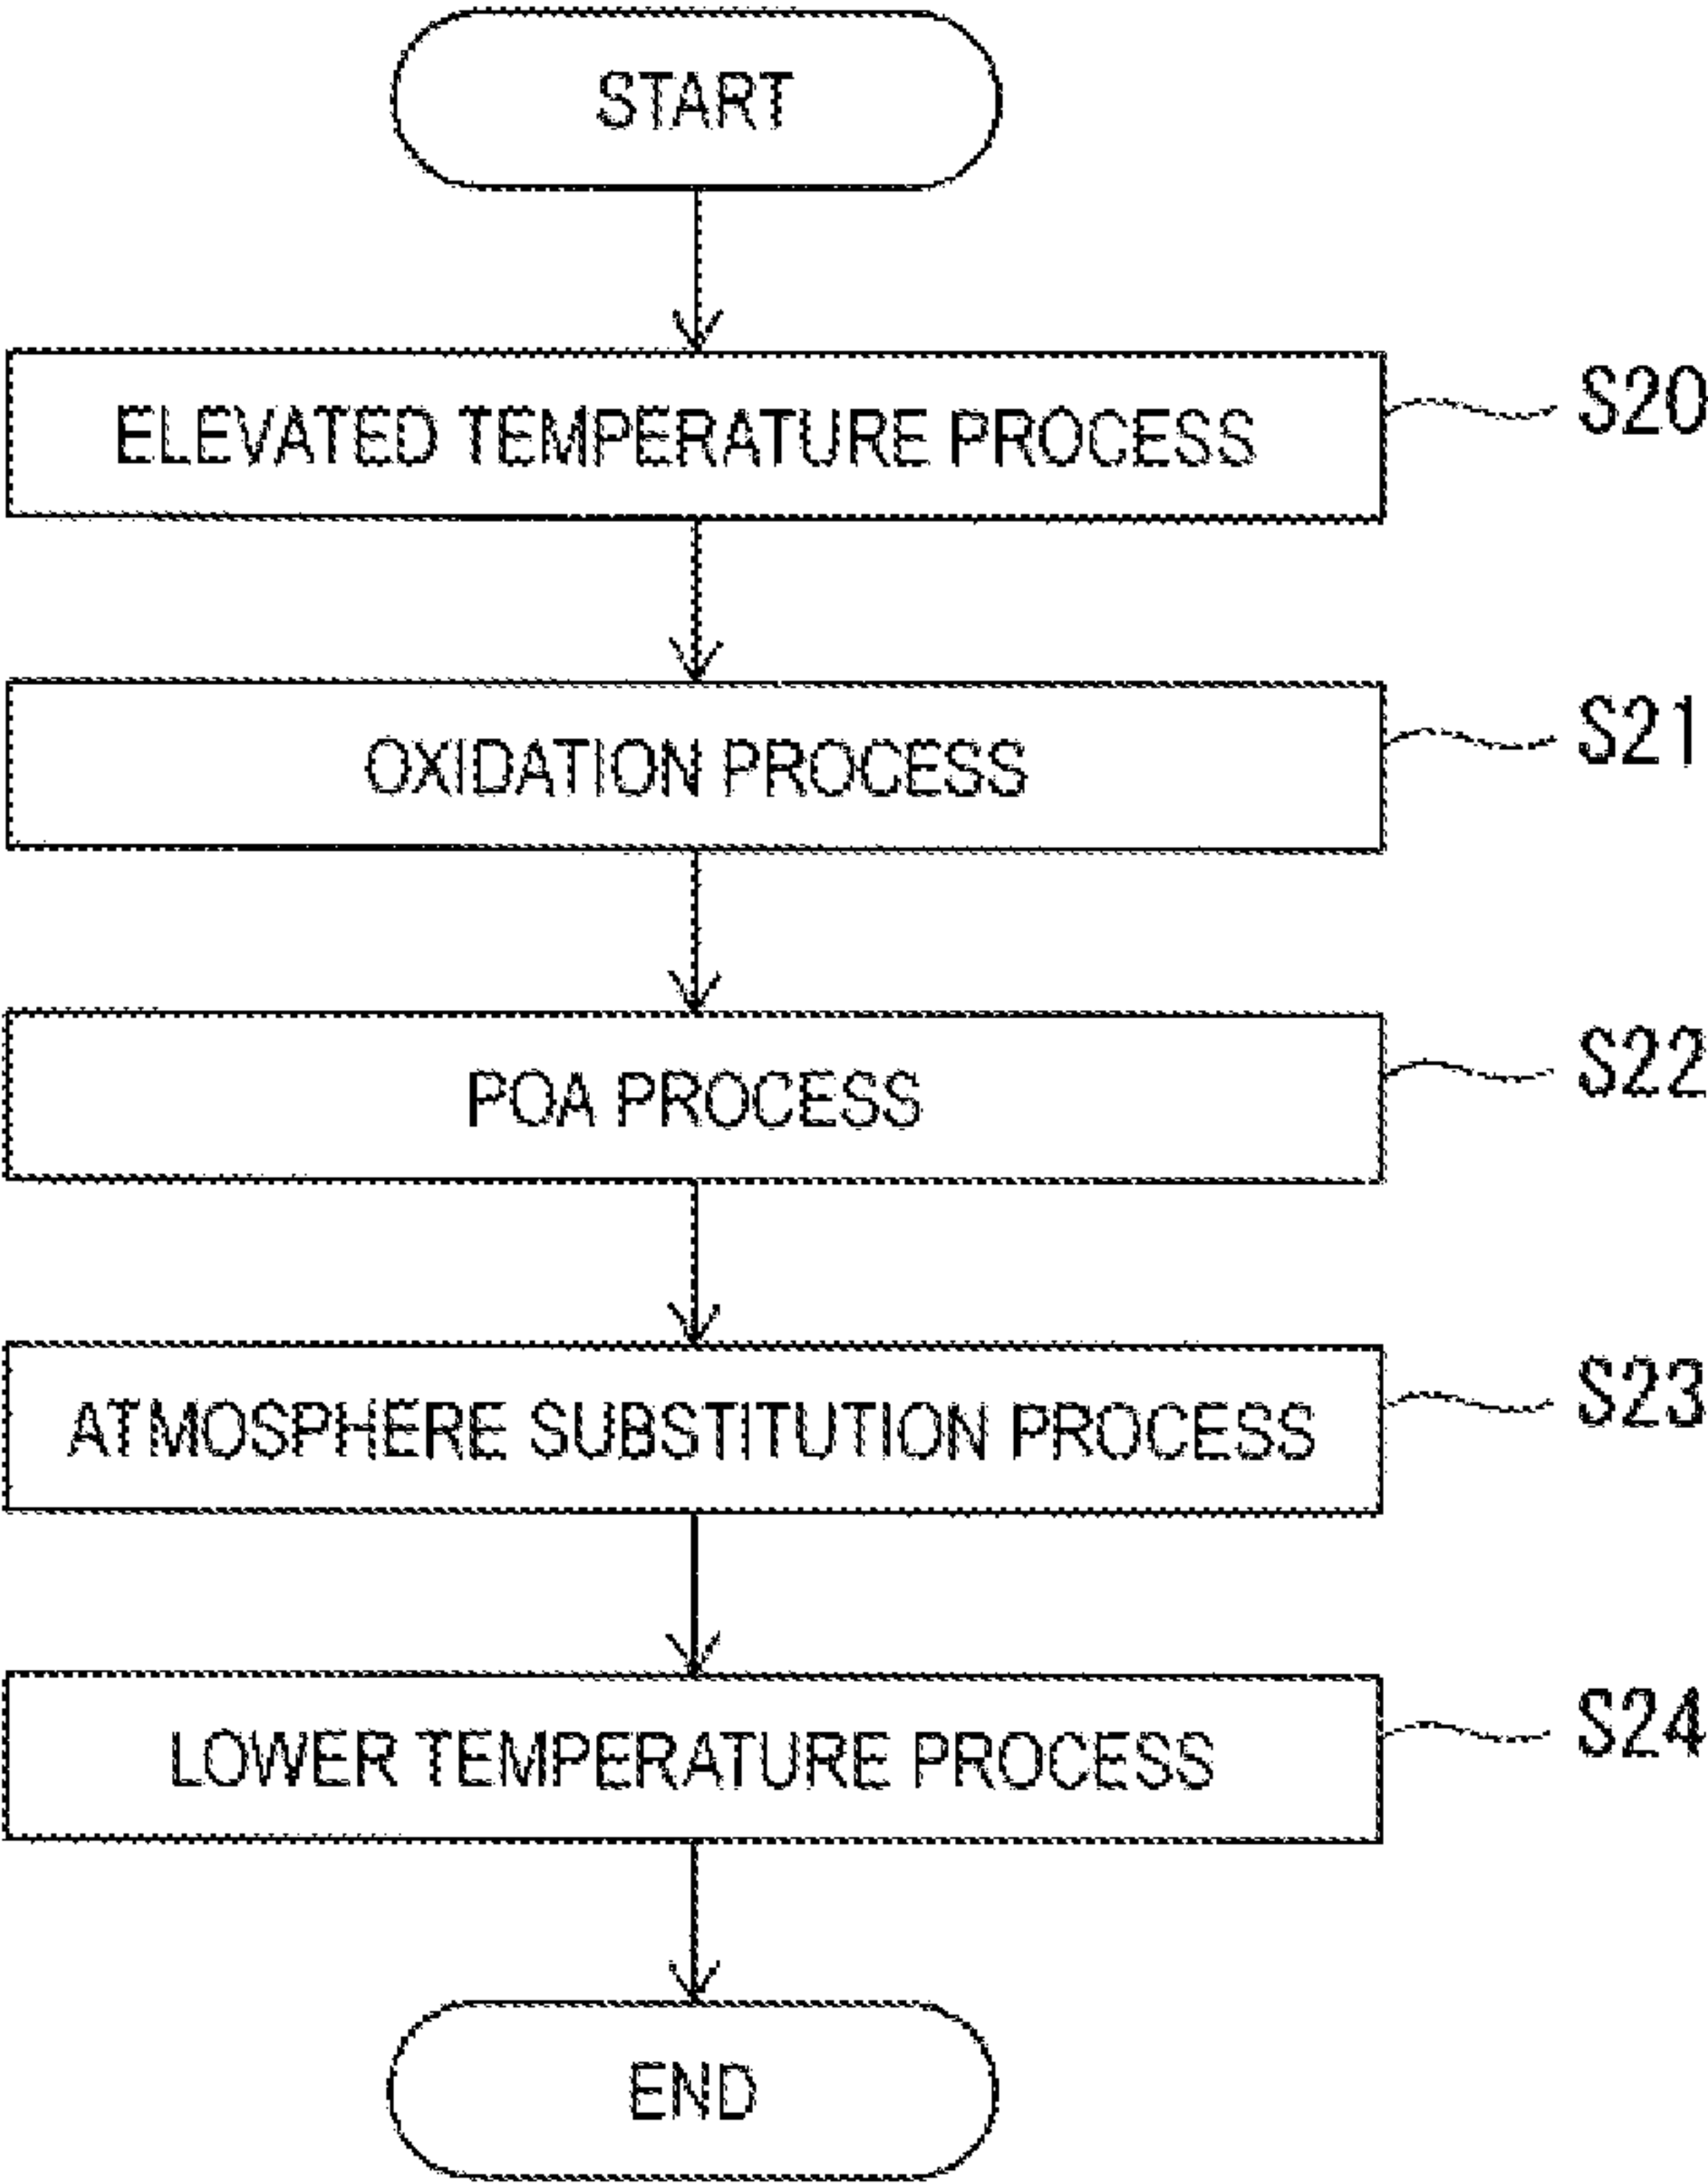 START
ELEVATED TEMPERATURE PROCESS S20
OXIDATION PROCESS S21
POA PROCESS S22
ATMOSPHERE SUBSTITUTION PROCESS S23
LOWER TEMPERATURE PROCESS S24
END